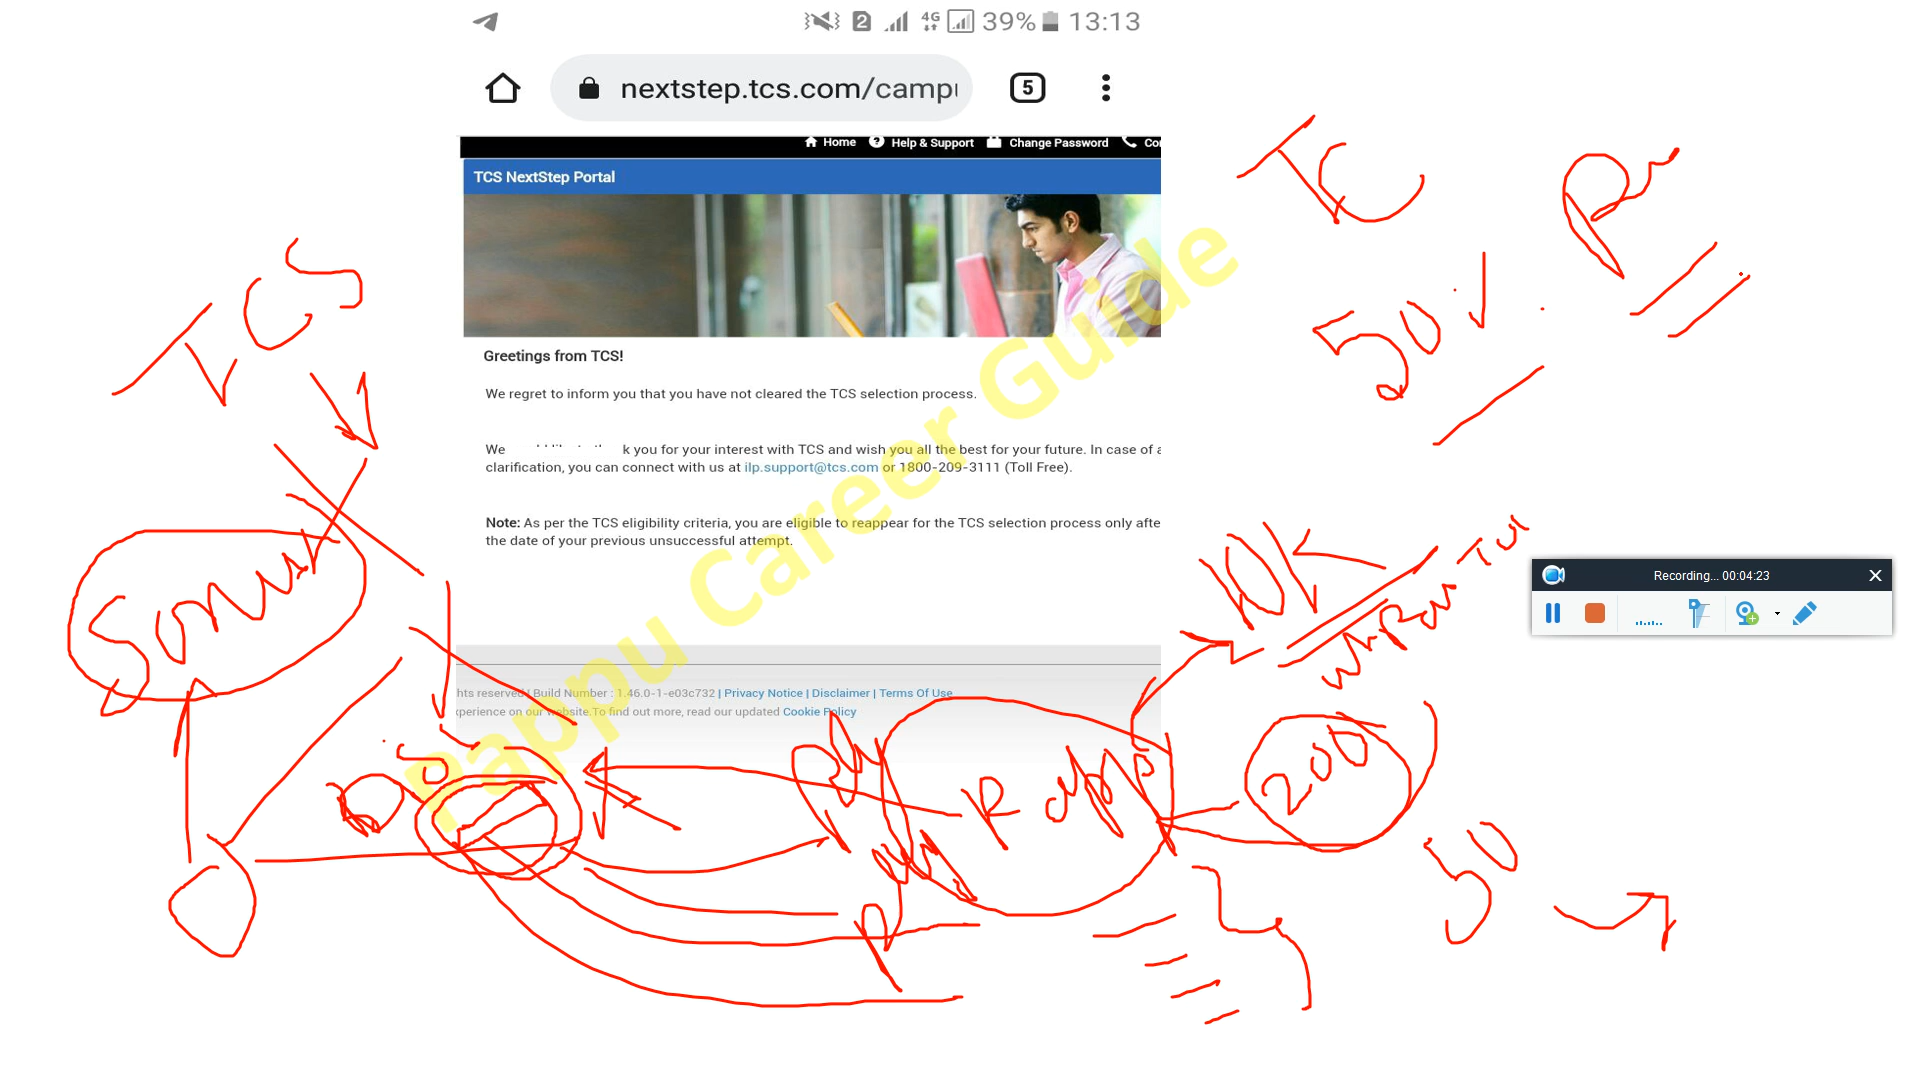 4G 39% 13:13
nextstep.tcs.com/camp
5
Home Help & Support Change Password
TCS NextStep Portal
Greetings from TCS!
We regret to inform you that you have not cleared the TCS selection process.
We you for your interest with TCS and wish you all the best for your future. In case of
clarification, you can connect with us at ilp.support@tcs.com or 1800-209-3111 (Toll Free).
Note: As per the TCS eligibility criteria, you are eligible to reappear for the TCS selection process only
the date of your previous unsuccessful attempt.
hts reserved | Build Number : 1.46.0-1-e03c732 | Privacy Notice | Disclaimer | Terms Of Use
xperience on our website.To find out more, read our updated Cookie Policy
Pappu Career Guide
TCS
TC
50%
10K
200
50
Recording... 00:04:23